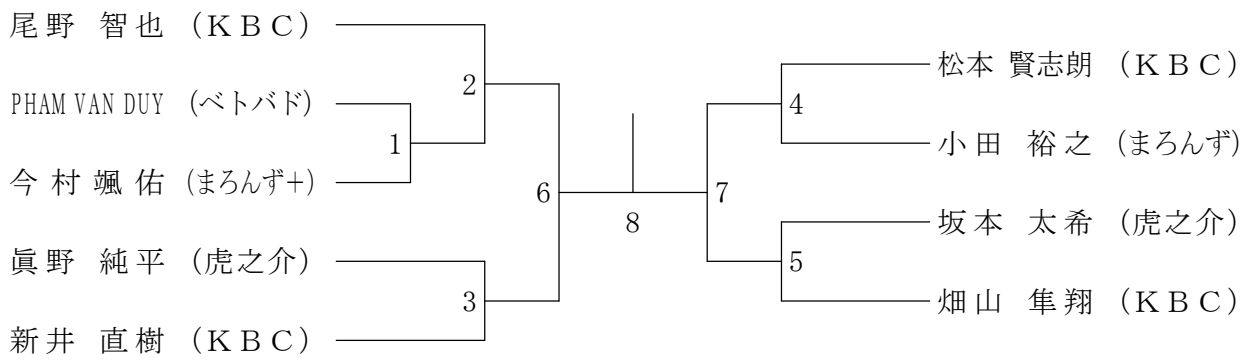 尾野 智也 （ＫＢＣ）
2
PHAM VAN DUY （ベトバド）
1
今村 颯佑 （まろんず＋）
6
眞野 純平 （虎之介）
3
新井 直樹 （ＫＢＣ）
8
松本 賢志朗 （ＫＢＣ）
4
小田 裕之 （まろんず）
7
坂本 太希 （虎之介）
5
畑山 隼翔 （ＫＢＣ）